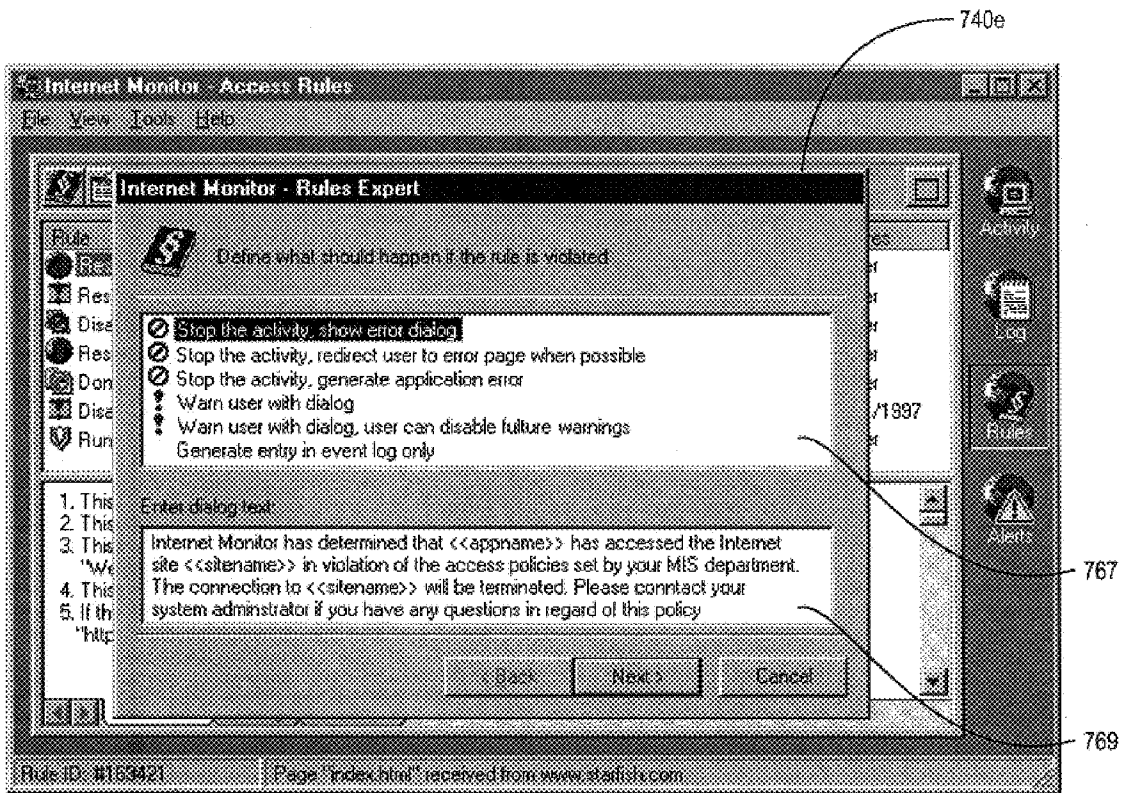 740e
Internet Monitor - Access Rules
File View Tools Help
Internet Monitor - Rules Expert
Define what should happen if the rule is violated
Rule
Res
Disa
Res
Don
Disa
Run
/1997
Stop the activity, show error dialog
Stop the activity, redirect user to error page when possible
Stop the activity, generate application error
Warn user with dialog
Warn user with dialog, user can disable fulture warnings
Generate entry in event log only
Activity
Log
Rules
Alerts
1. This
2. This
3. This
"We
4. This
5. If th
"http
Enter dialog text:
Internet Monitor has determined that <<appname>> has accessed the Internet
site <<sitename>> in violation of the access policies set by your MIS department.
The connection to <<sitename>> will be terminated. Please conntact your
system adminstrator if you have any questions in regard of this policy
767
< Back Next > Cancel
769
Rule ID: #163421 Page "index.html" received from www.starfish.com